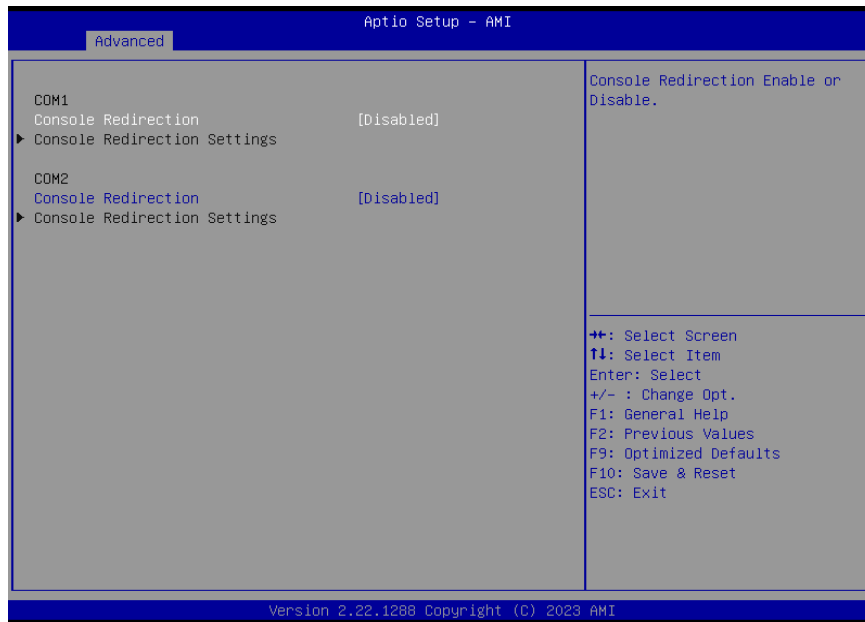 Aptio Setup – AMI
Advanced
COM1
Console Redirection [Disabled]
▶ Console Redirection Settings
COM2
Console Redirection [Disabled]
▶ Console Redirection Settings
Console Redirection Enable or
Disable.
→←: Select Screen
↑↓: Select Item
Enter: Select
+/- : Change Opt.
F1: General Help
F2: Previous Values
F9: Optimized Defaults
F10: Save & Reset
ESC: Exit
Version 2.22.1288 Copyright (C) 2023 AMI